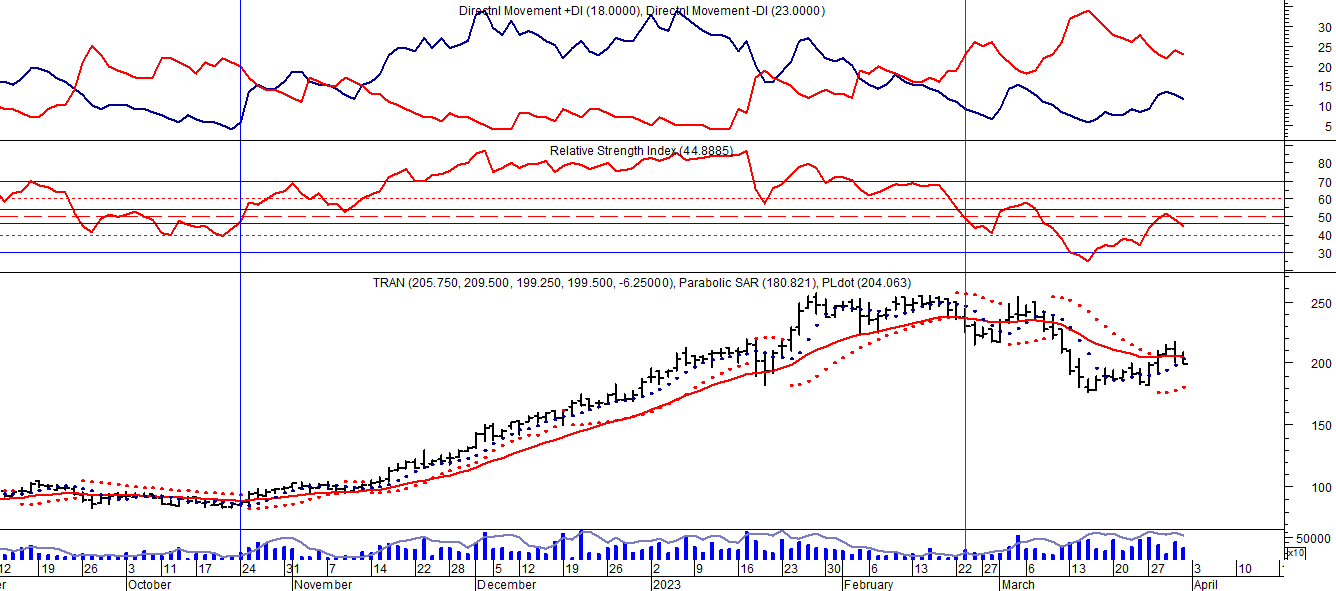 Directnl Movement +DI (18.0000), Directnl Movement -DI (23.0000)
30
25
20
15
10
5
Relative Strength Index (44.8885)
80
70
60
50
40
30
TRAN (205.750, 209.500, 199.250, 199.500, -6.25000), Parabolic SAR (180.821), PLdot (204.063)
250
200
150
100
50000
x10
12 19 26 3 11 17 24 31 7 14 22 28 5 12 19 26 2 9 16 23 30 6 13 22 27 6 13 20 27 3 10
er October November December 2023 February March April